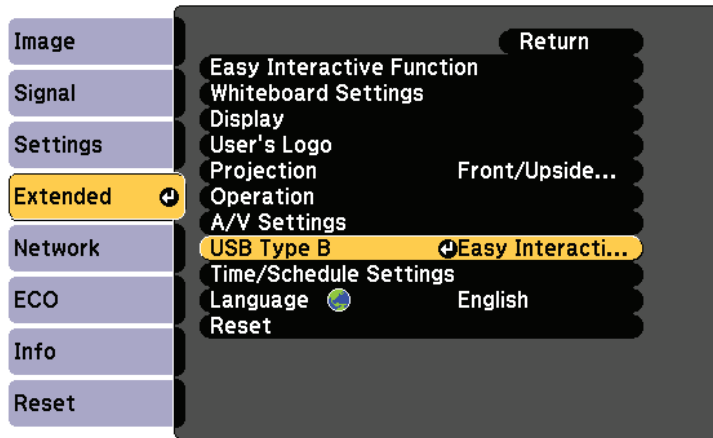 Image
Signal
Settings
Extended
Network
ECO
Info
Reset
Return
Easy Interactive Function
Whiteboard Settings
Display
User's Logo
Projection Front/Upside...
Operation
A/V Settings
USB Type B Easy Interacti...
Time/Schedule Settings
Language English
Reset